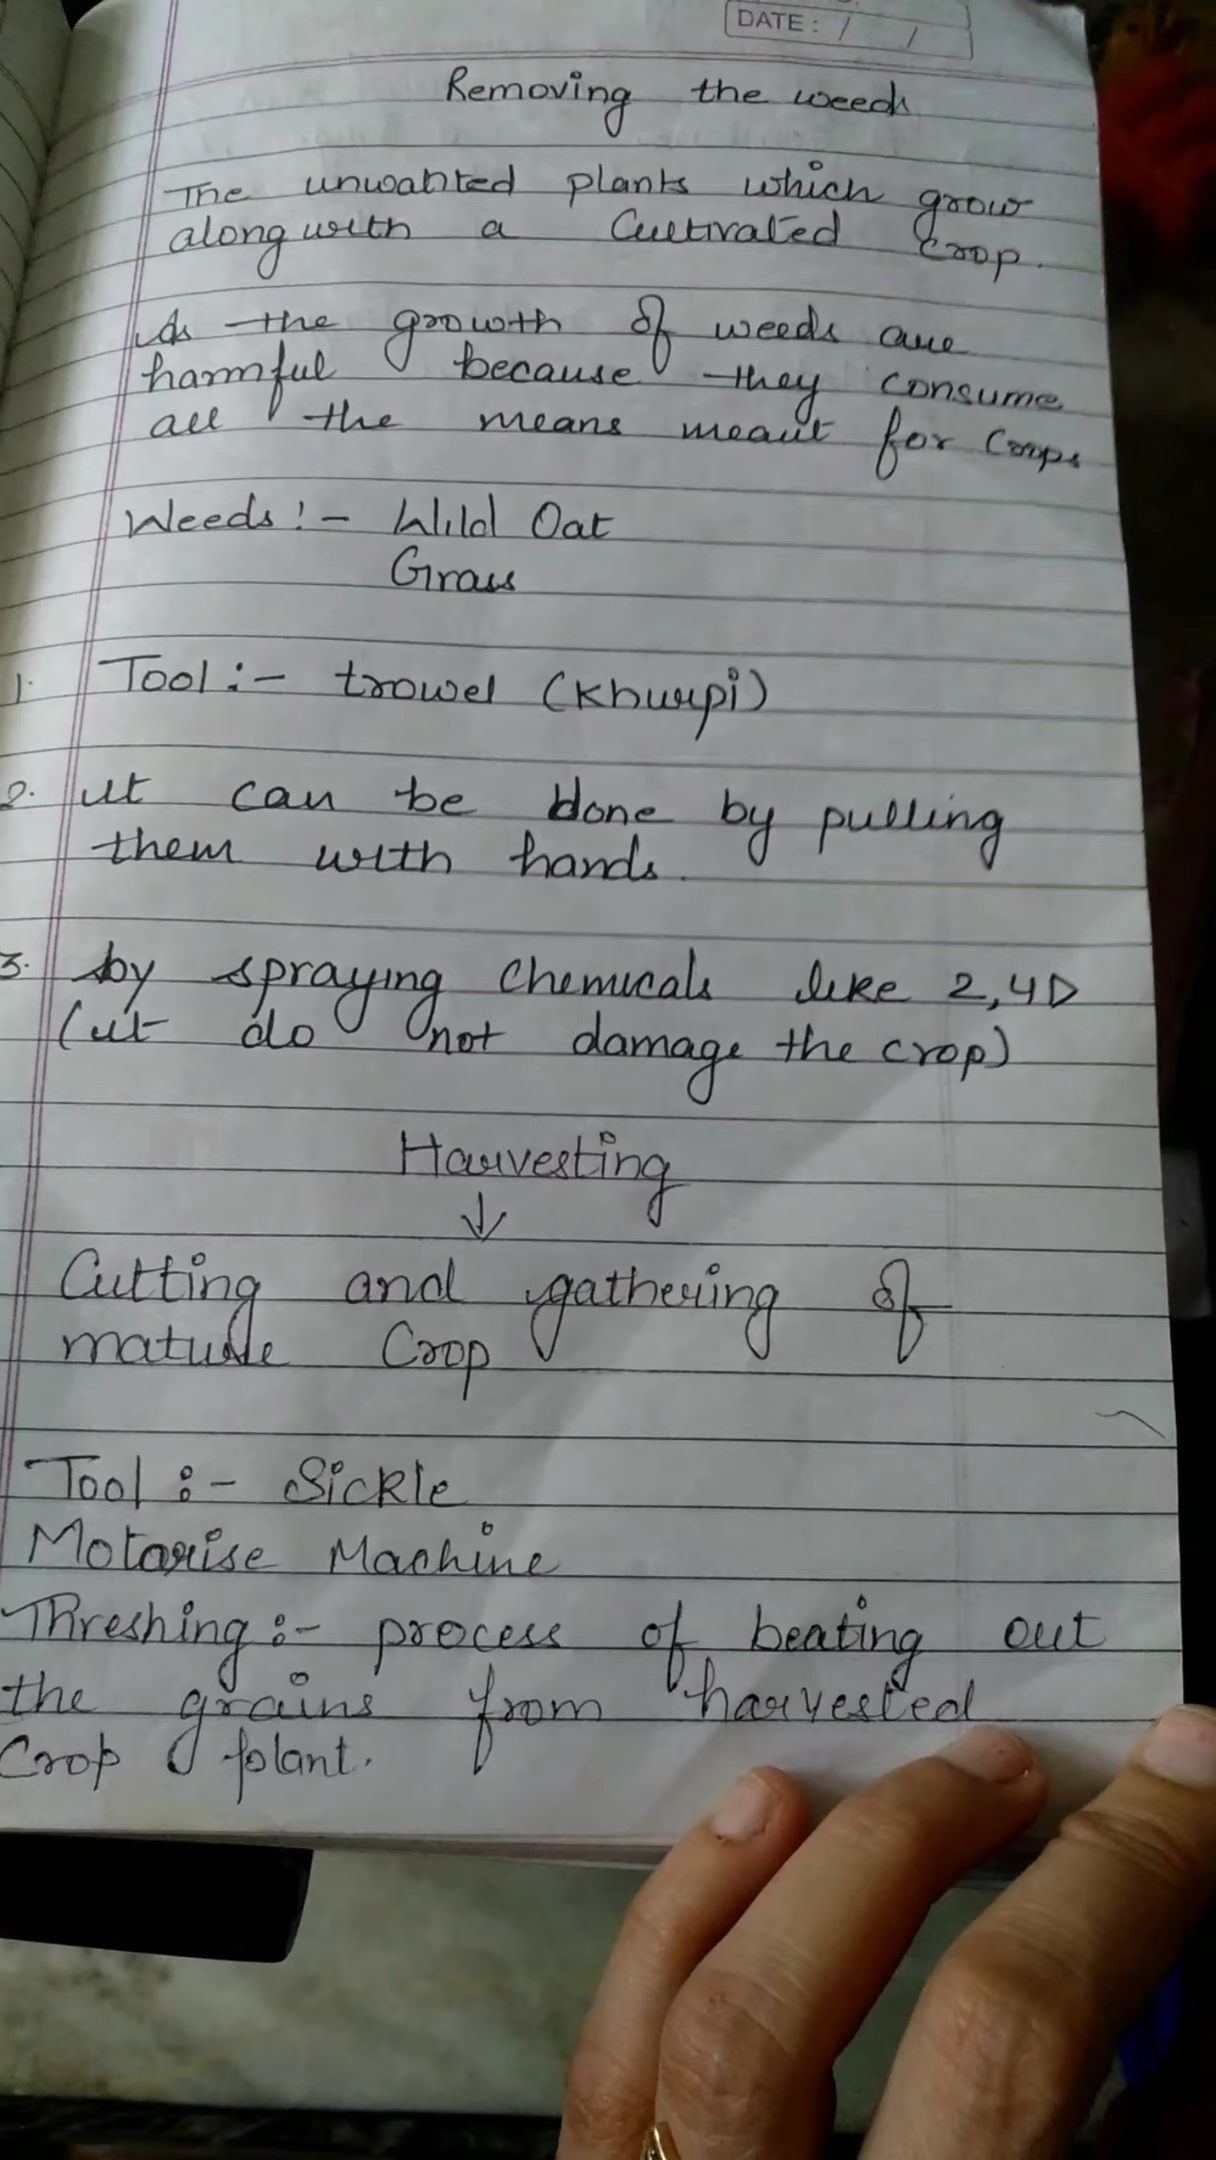 DATE: / /
Removing the weed
The unwanted plants which grow
alongwith a Cultivated crop.
As the growth of weeds are
harmful because they consume
all the means meant for Crops
Weeds:- Wild Oat
Grass
1. Tool:- trowel (Khurpi)
2. it can be done by pulling
them with hands.
3. by spraying chemicals like 2,4D
(it do not damage the crop)
Harvesting
↓
Cutting and gathering of
mature Crop
Tool:- Sickle
Motarise Machine
Threshing:- process of beating out
the grains from harvested
Crop plant.